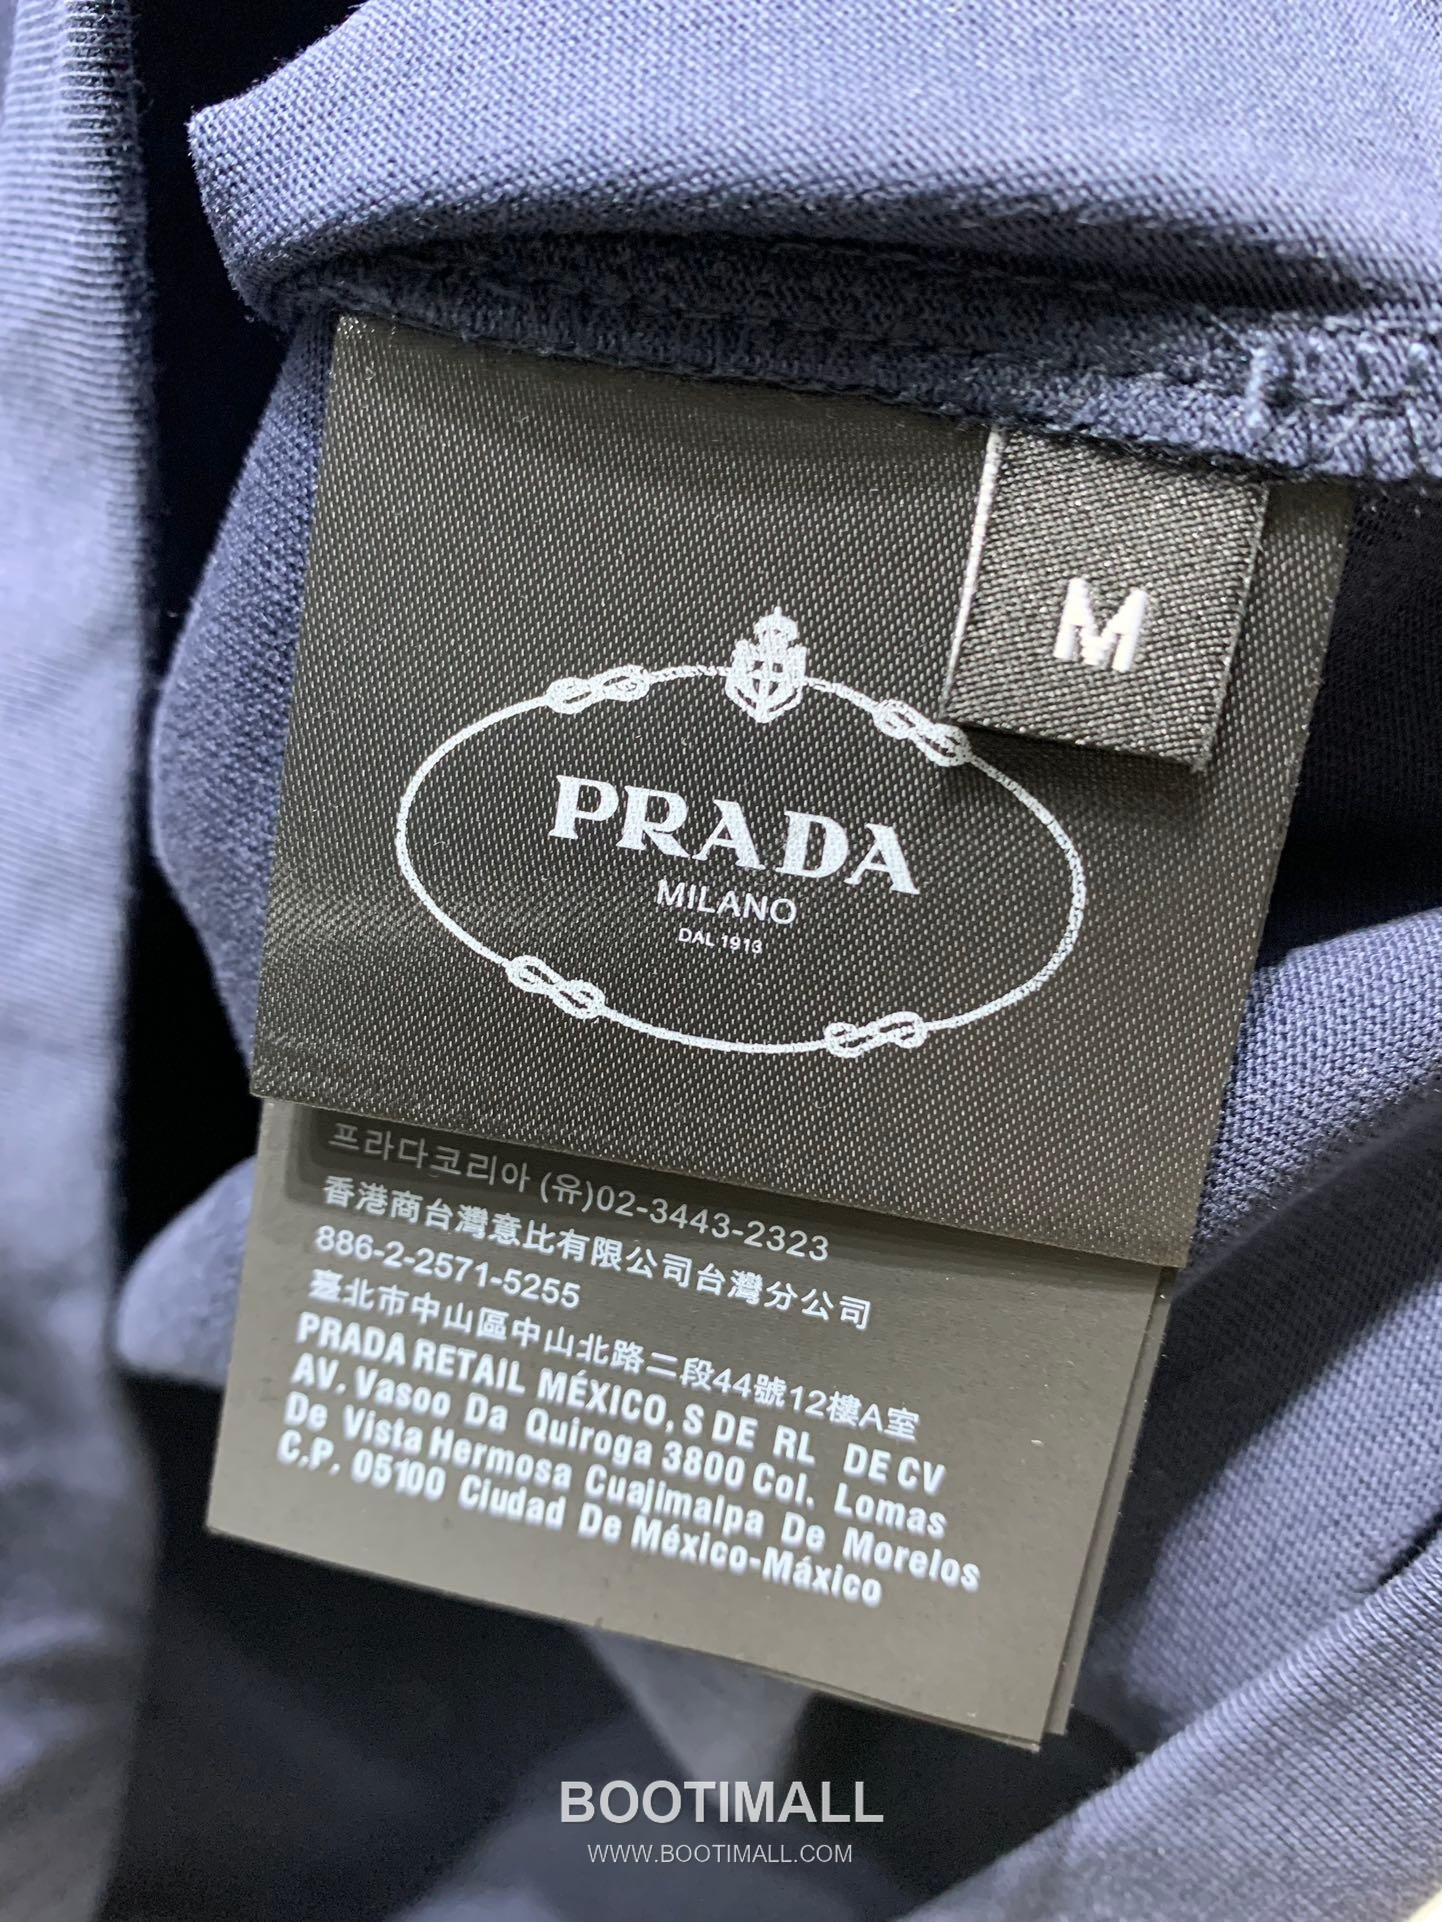 M
PRADA
MILANO
DAL 1913
프라다코리아 (유)02-3443-2323
香港商台灣意比有限公司台灣分公司
886-2-2571-5255
臺北市中山區中山北路二段44號12樓A室
PRADA RETAIL MÉXICO, S DE RL DE CV
AV. Vasoo Da Quiroga 3800 Col. Lomas
De Vista Hermosa Cuajimalpa De Morelos
C.P. 05100 Ciudad De México-Máxico
BOOTIMALL
WWW.BOOTIMALL.COM